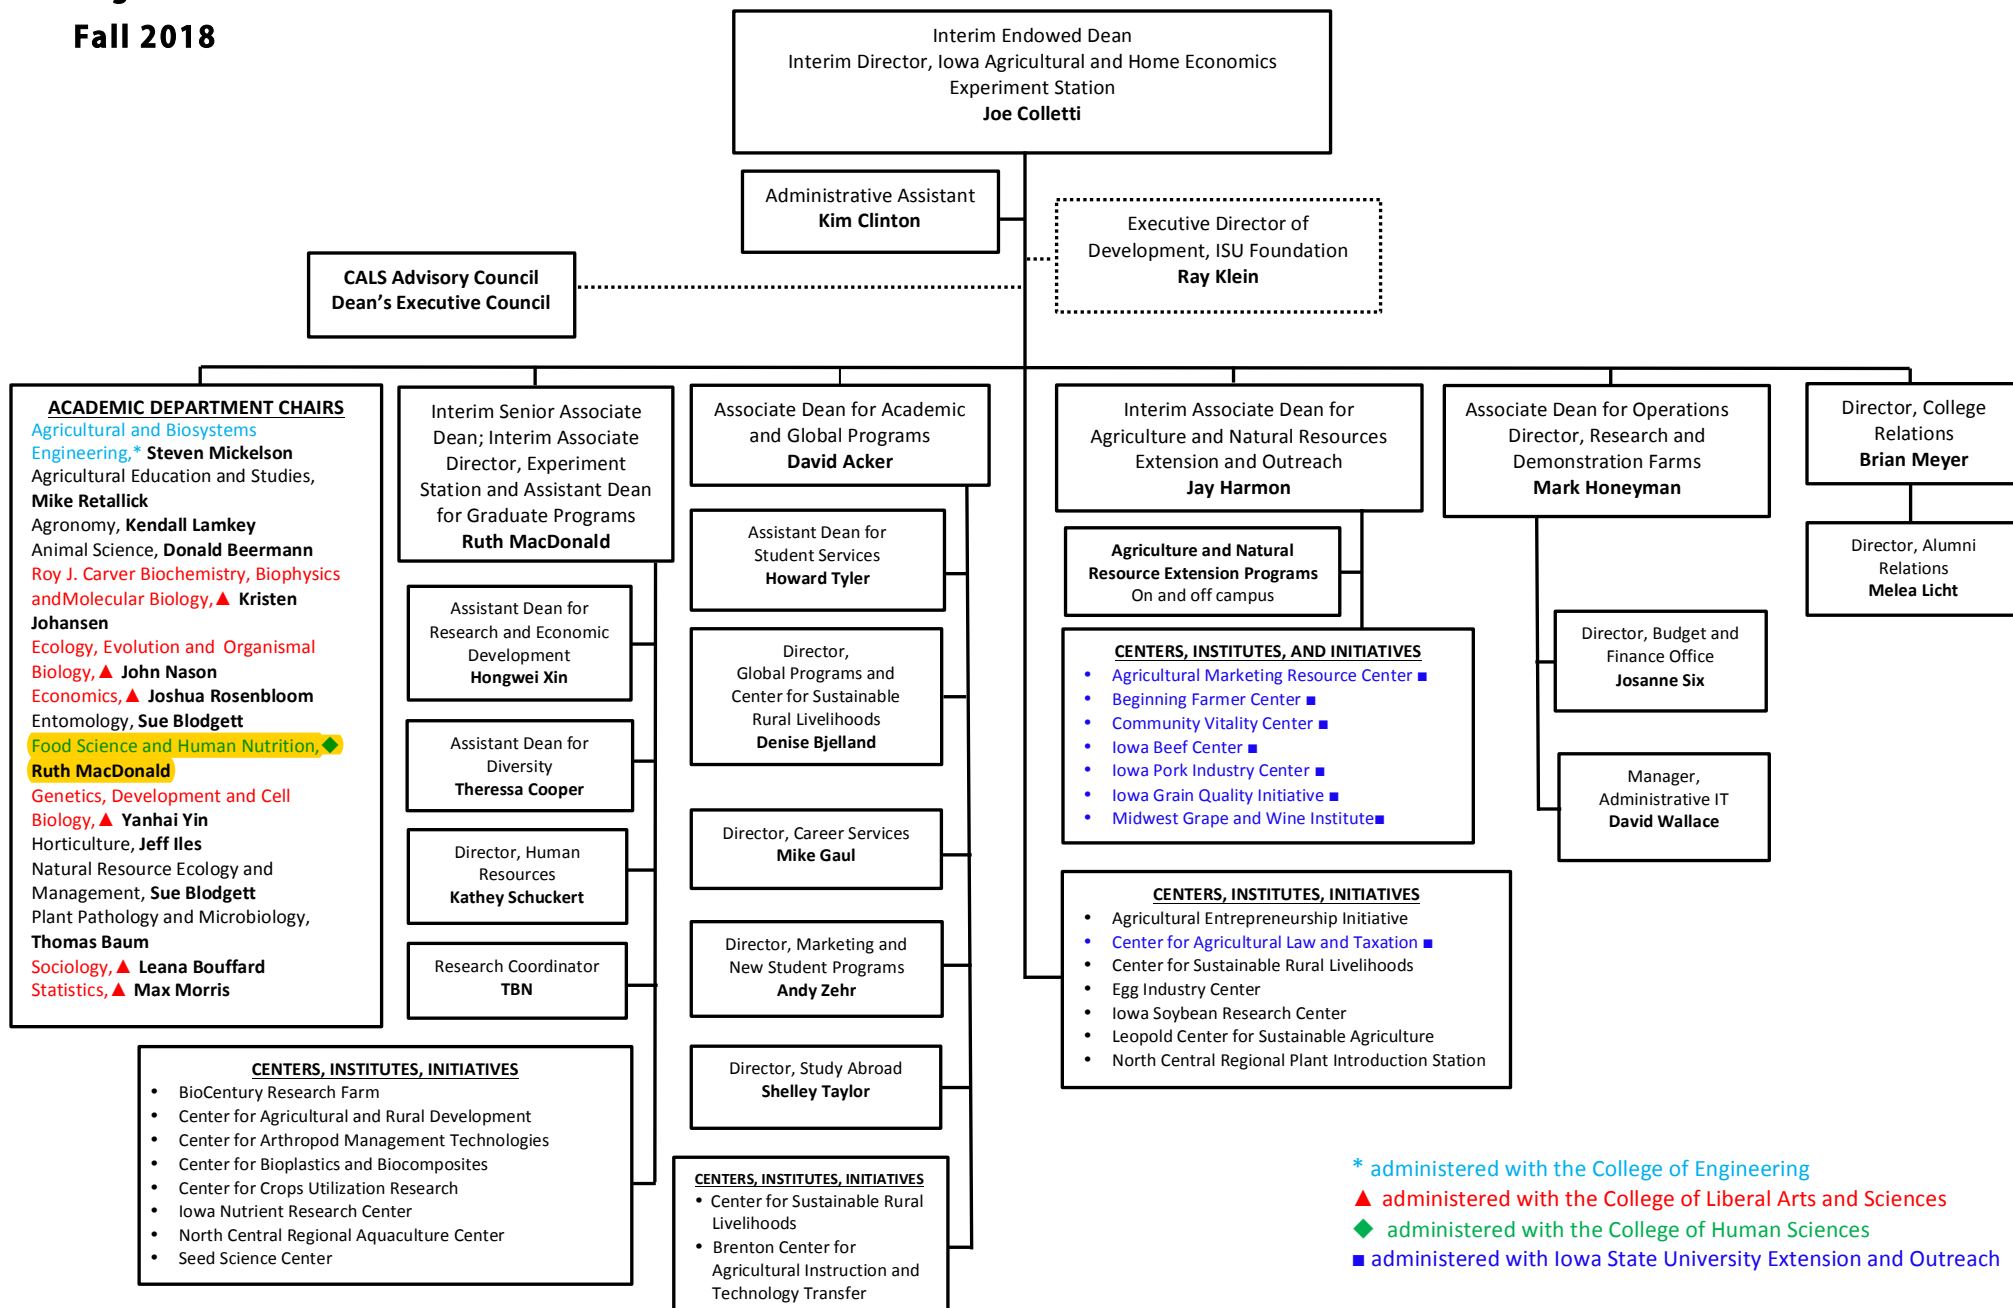 Fall 2018
Interim Endowed Dean
Interim Director, Iowa Agricultural and Home Economics
Experiment Station
Joe Colletti
Administrative Assistant
Kim Clinton
Executive Director of
Development, ISU Foundation
Ray Klein
CALS Advisory Council
Dean's Executive Council
ACADEMIC DEPARTMENT CHAIRS
Agricultural and Biosystems
Engineering,* Steven Mickelson
Agricultural Education and Studies,
Mike Retallick
Agronomy, Kendall Lamkey
Animal Science, Donald Beermann
Roy J. Carver Biochemistry, Biophysics
andMolecular Biology,▲ Kristen
Johansen
Ecology, Evolution and Organismal
Biology,▲ John Nason
Economics,▲ Joshua Rosenbloom
Entomology, Sue Blodgett
Food Science and Human Nutrition,◆
Ruth MacDonald
Genetics, Development and Cell
Biology,▲ Yanhai Yin
Horticulture, Jeff Iles
Natural Resource Ecology and
Management, Sue Blodgett
Plant Pathology and Microbiology,
Thomas Baum
Sociology,▲ Leana Bouffard
Statistics,▲ Max Morris
Interim Senior Associate
Dean; Interim Associate
Director, Experiment
Station and Assistant Dean
for Graduate Programs
Ruth MacDonald
Assistant Dean for
Research and Economic
Development
Hongwei Xin
Assistant Dean for
Diversity
Theressa Cooper
Director, Human
Resources
Kathey Schuckert
Research Coordinator
TBN
CENTERS, INSTITUTES, INITIATIVES
• BioCentury Research Farm
• Center for Agricultural and Rural Development
• Center for Arthropod Management Technologies
• Center for Bioplastics and Biocomposites
• Center for Crops Utilization Research
• Iowa Nutrient Research Center
• North Central Regional Aquaculture Center
• Seed Science Center
Associate Dean for Academic
and Global Programs
David Acker
Assistant Dean for
Student Services
Howard Tyler
Director,
Global Programs and
Center for Sustainable
Rural Livelihoods
Denise Bjelland
Director, Career Services
Mike Gaul
Director, Marketing and
New Student Programs
Andy Zehr
Director, Study Abroad
Shelley Taylor
CENTERS, INSTITUTES, INITIATIVES
• Center for Sustainable Rural
Livelihoods
• Brenton Center for
Agricultural Instruction and
Technology Transfer
Interim Associate Dean for
Agriculture and Natural Resources
Extension and Outreach
Jay Harmon
Agriculture and Natural
Resource Extension Programs
On and off campus
CENTERS, INSTITUTES, AND INITIATIVES
• Agricultural Marketing Resource Center ■
• Beginning Farmer Center ■
• Community Vitality Center ■
• Iowa Beef Center ■
• Iowa Pork Industry Center ■
• Iowa Grain Quality Initiative ■
• Midwest Grape and Wine Institute■
CENTERS, INSTITUTES, INITIATIVES
• Agricultural Entrepreneurship Initiative
• Center for Agricultural Law and Taxation ■
• Center for Sustainable Rural Livelihoods
• Egg Industry Center
• Iowa Soybean Research Center
• Leopold Center for Sustainable Agriculture
• North Central Regional Plant Introduction Station
Associate Dean for Operations
Director, Research and
Demonstration Farms
Mark Honeyman
Director, Budget and
Finance Office
Josanne Six
Manager,
Administrative IT
David Wallace
Director, College
Relations
Brian Meyer
Director, Alumni
Relations
Melea Licht
* administered with the College of Engineering
▲ administered with the College of Liberal Arts and Sciences
◆ administered with the College of Human Sciences
■ administered with Iowa State University Extension and Outreach